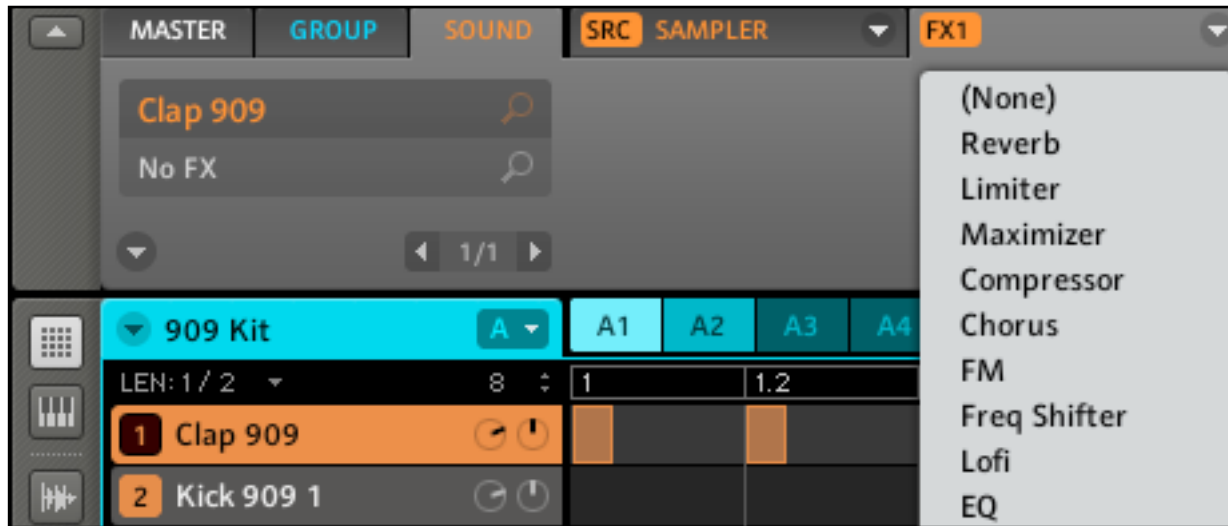 MASTER GROUP SOUND SRC SAMPLER FX1
Clap 909
No FX
1/1
(None)
Reverb
Limiter
Maximizer
Compressor
Chorus
FM
Freq Shifter
Lofi
EQ
909 Kit A A1 A2 A3 A4
LEN: 1 / 2 8 1 1.2
1 Clap 909
2 Kick 909 1